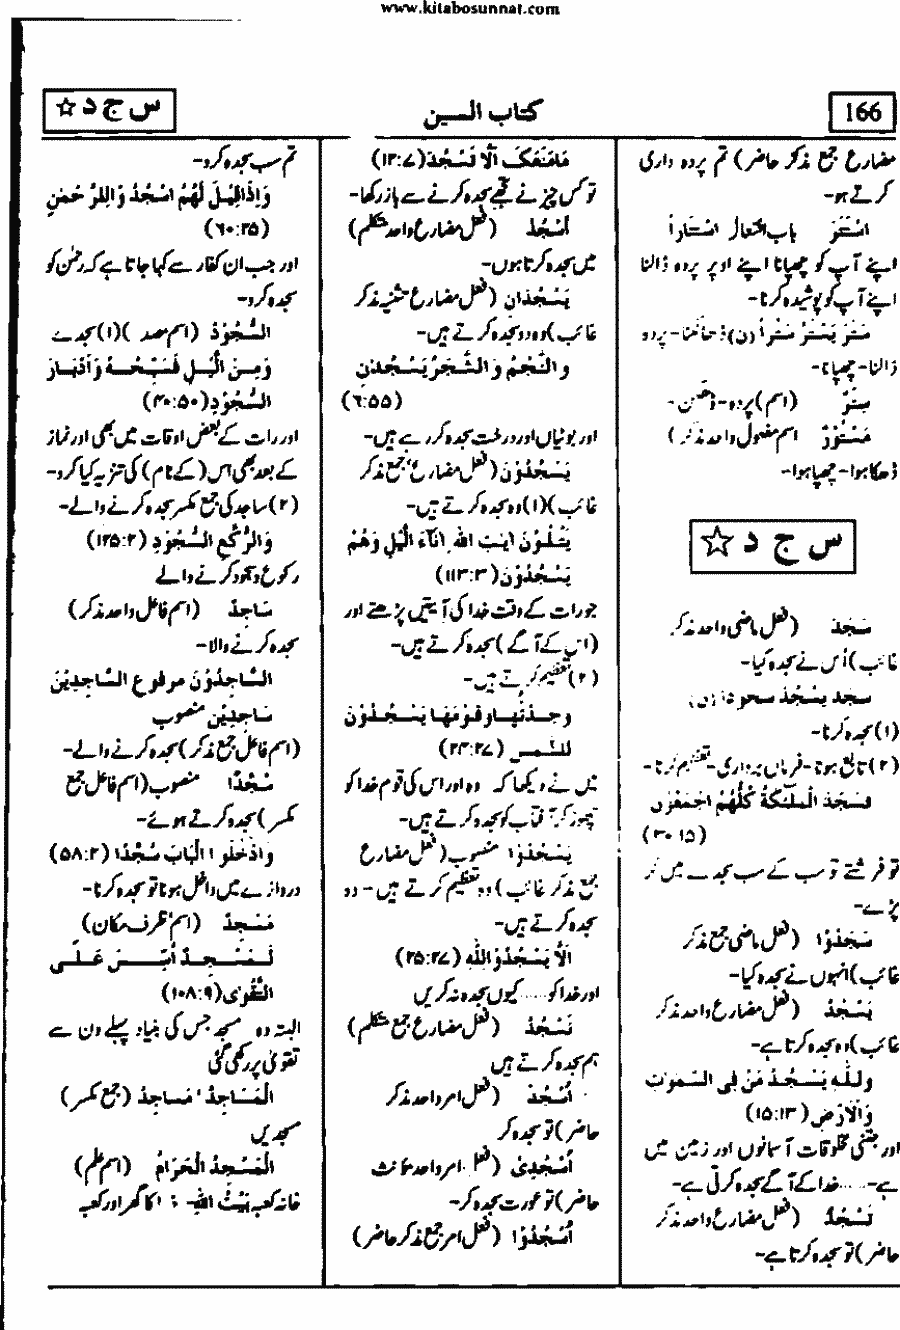 www.kitabosunnat.com
166
كتاب السين
س ج د ☆
مضارع جمع مذکر حاضر) تم پردہ داری
کرتے ہو۔
اسْتَتَرَ باب افتعال استتاراً
اپنے آپ کو چھپانا اپنے اوپر پردہ ڈالنا
اپنے آپ کو پوشیدہ کرنا۔
سَتَرَ يَسْتُرُ سَتْراً (ن) ڈھانکنا۔ پردہ
ڈالنا۔ چھپانا۔
سِتْرٌ (اسم) پردہ۔ ڈھکن۔
مَسْتُوْرٌ اسم مفعول واحد مذکر)
ڈھکا ہوا۔ چھپا ہوا۔
س ج د ☆
سَجَدَ (فعل ماضی واحد مذکر
غائب) اُس نے سجدہ کیا۔
سجد يسْجُدُ سجودا (ن)
(۱) سجدہ کرنا۔
(۲) تابع ہونا۔ فرماں برداری۔ تعظیم کرنا۔
فَسَجَدَ الْمَلٰٓئِكَةُ كُلُّهُمْ اَجْمَعُوْنَ
(۳۰:۱۵)
تو فرشتے تو سب کے سب سجدے میں گر
پڑے۔
سَجَدُوْا (فعل ماضی جمع مذکر
غائب) انہوں نے سجدہ کیا۔
يَسْجُدُ (فعل مضارع واحد مذکر
غائب) وہ سجدہ کرتا ہے۔
وَلِلّٰهِ يَسْجُدُ مَنْ فِى السَّمٰوٰتِ
وَالْاَرْضِ (۱۵:۱۳)
اور جتنی مخلوقات آسمانوں اور زمین میں
ہے۔..... خدا کے آگے سجدہ کرتی ہے۔
تَسْجُدُ (فعل مضارع واحد مذکر
حاضر) تو سجدہ کرتا ہے۔
مَامَنَعَكَ اَلَّا تَسْجُدَ (۱۲:۷)
تو کس چیز نے تجھے سجدہ کرنے سے باز رکھا۔
اَسْجُدُ (فعل مضارع واحد متکلم)
میں سجدہ کرتا ہوں۔
يَسْجُدَانِ (فعل مضارع تثنیہ مذکر
غائب) وہ دو سجدہ کرتے ہیں۔
وَالنَّجْمُ وَالشَّجَرُ يَسْجُدٰنِ
(۶:۵۵)
اور بوٹیاں اور درخت سجدہ کر رہے ہیں۔
يَسْجُدُوْنَ (فعل مضارع جمع مذکر
غائب) (۱) وہ سجدہ کرتے ہیں۔
يَتْلُوْنَ اٰيٰتِ اللهِ اٰنَآءَ الَّيْلِ وَهُمْ
يَسْجُدُوْنَ (۱۱۳:۳)
جو رات کے وقت خدا کی آیتیں پڑھتے اور
(اس کے آگے) سجدہ کرتے ہیں۔
(۲) تعظیم کرتے ہیں۔
وَجَدْتُّهَا وَقَوْمَهَا يَسْجُدُوْنَ
لِلشَّمْسِ (۲۴:۲۷)
میں نے دیکھا کہ وہ اور اس کی قوم خدا کو
چھوڑ کر آفتاب کو سجدہ کرتے ہیں۔
يَسْجُدُوْا منصوب (فعل مضارع
جمع مذکر غائب) وہ تعظیم کرتے ہیں۔ وہ
سجدہ کرتے ہیں۔
اَلَّا يَسْجُدُوْالِلّٰهِ (۲۵:۲۷)
اور خدا کو..... کیوں سجدہ نہ کریں
نَسْجُدُ (فعل مضارع جمع متکلم)
ہم سجدہ کرتے ہیں
اُسْجُدْ (فعل امر واحد مذکر
حاضر) تو سجدہ کر
اُسْجُدِىْ (فعل امر واحد مؤنث
حاضر) تو عورت سجدہ کر۔
اُسْجُدُوْا (فعل امر جمع مذکر حاضر)
تم سب سجدہ کرو۔
وَاِذَاقِيْلَ لَهُمُ اسْجُدُوْالِلرَّحْمٰنِ
(۶۰:۲۵)
اور جب ان کفار سے کہا جاتا ہے کہ رحمٰن کو
سجدہ کرو۔
السُّجُوْدُ (اسم مصدر) (۱) سجدے
وَمِنَ الَّيْلِ فَسَبِّحْهُ وَاَدْبَارَ
السُّجُوْدِ (۴۰:۵۰)
اور رات کے بعض اوقات میں بھی اور نماز
کے بعد بھی اس (کے نام) کی تنزیہ کیا کرو۔
(۲) ساجد کی جمع مکسر سجدہ کرنے والے۔
وَالرُّكَّعِ السُّجُوْدِ (۱۲۵:۲)
رکوع و سجود کرنے والے
سَاجِدٌ (اسم فاعل واحد مذکر)
سجدہ کرنے والا۔
السَّاجِدُوْنَ مرفوع السَّاجِدِيْنَ
سَاجِدِيْنَ منصوب
(اسم فاعل جمع مذکر) سجدہ کرنے والے۔
سُجَّدًا منصوب (اسم فاعل جمع
مکسر) سجدہ کرتے ہوئے۔
وَادْخُلُوا الْبَابَ سُجَّدًا (۵۸:۲)
دروازے میں داخل ہونا تو سجدہ کرنا۔
مَسْجِدٌ (اسم ظرف مکان)
لَمَسْجِدٌ اُسِّسَ عَلَى
التَّقْوٰى (۱۰۸:۹)
البتہ وہ مسجد جس کی بنیاد پہلے دن سے
تقویٰ پر رکھی گئی
الْمَسَاجِدُ، مَسَاجِدُ (جمع مکسر)
مسجدیں
الْمَسْجِدُ الْحَرَامُ (اسم علم)
خانہ کعبہ بَيْتُ اللهِ۔ کا گھر اور کعبہ